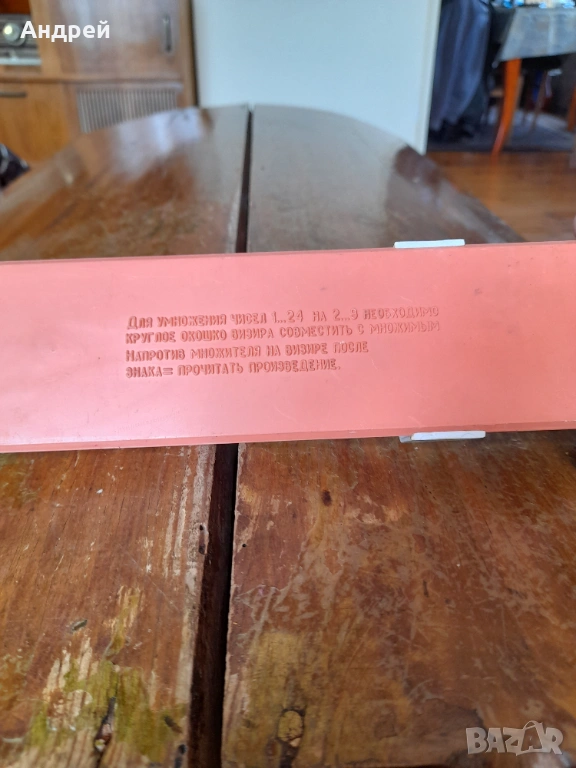 Андрей
Для умножения чисел 1...24 на 2...9 необходимо
круглое окошко визира совместить с множимым
Напротив множителя на визире после
знака= прочитать произведение.
BAZAR